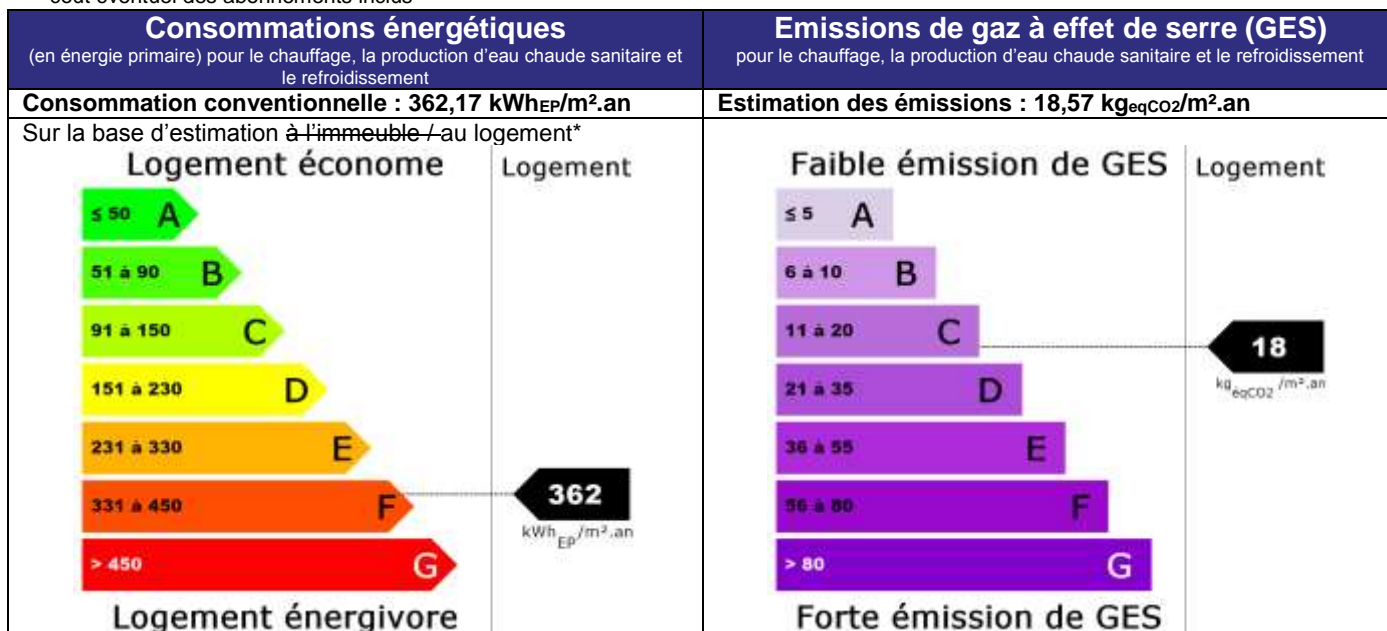 coût éventuel des abonnements inclus
Consommations énergétiques
(en énergie primaire) pour le chauffage, la production d'eau chaude sanitaire et
le refroidissement
Consommation conventionnelle : 362,17 kWhEP/m².an
Sur la base d'estimation à l'immeuble / au logement*
Logement économe
Logement
≤ 50 A
51 à 90 B
91 à 150 C
151 à 230 D
231 à 330 E
331 à 450 F
> 450 G
362
kWhEP/m².an
Logement énergivore
Emissions de gaz à effet de serre (GES)
pour le chauffage, la production d'eau chaude sanitaire et le refroidissement
Estimation des émissions : 18,57 kgeqCO2/m².an
Faible émission de GES
Logement
≤ 5 A
6 à 10 B
11 à 20 C
21 à 35 D
36 à 55 E
56 à 80 F
> 80 G
18
kgéqCO2/m².an
Forte émission de GES